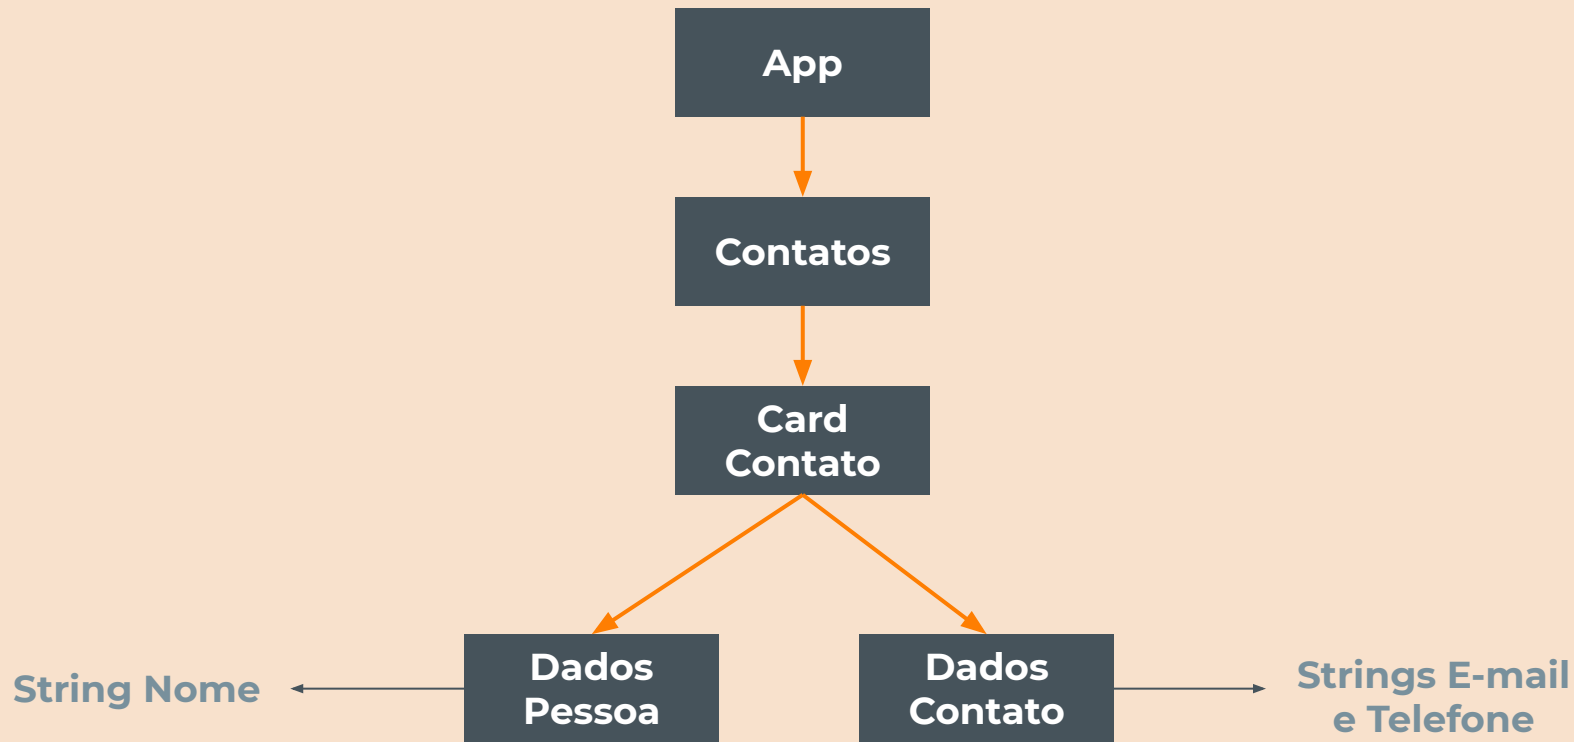 App
Contatos
Card
Contato
Dados
Pessoa
Dados
Contato
String Nome
Strings E-mail
e Telefone